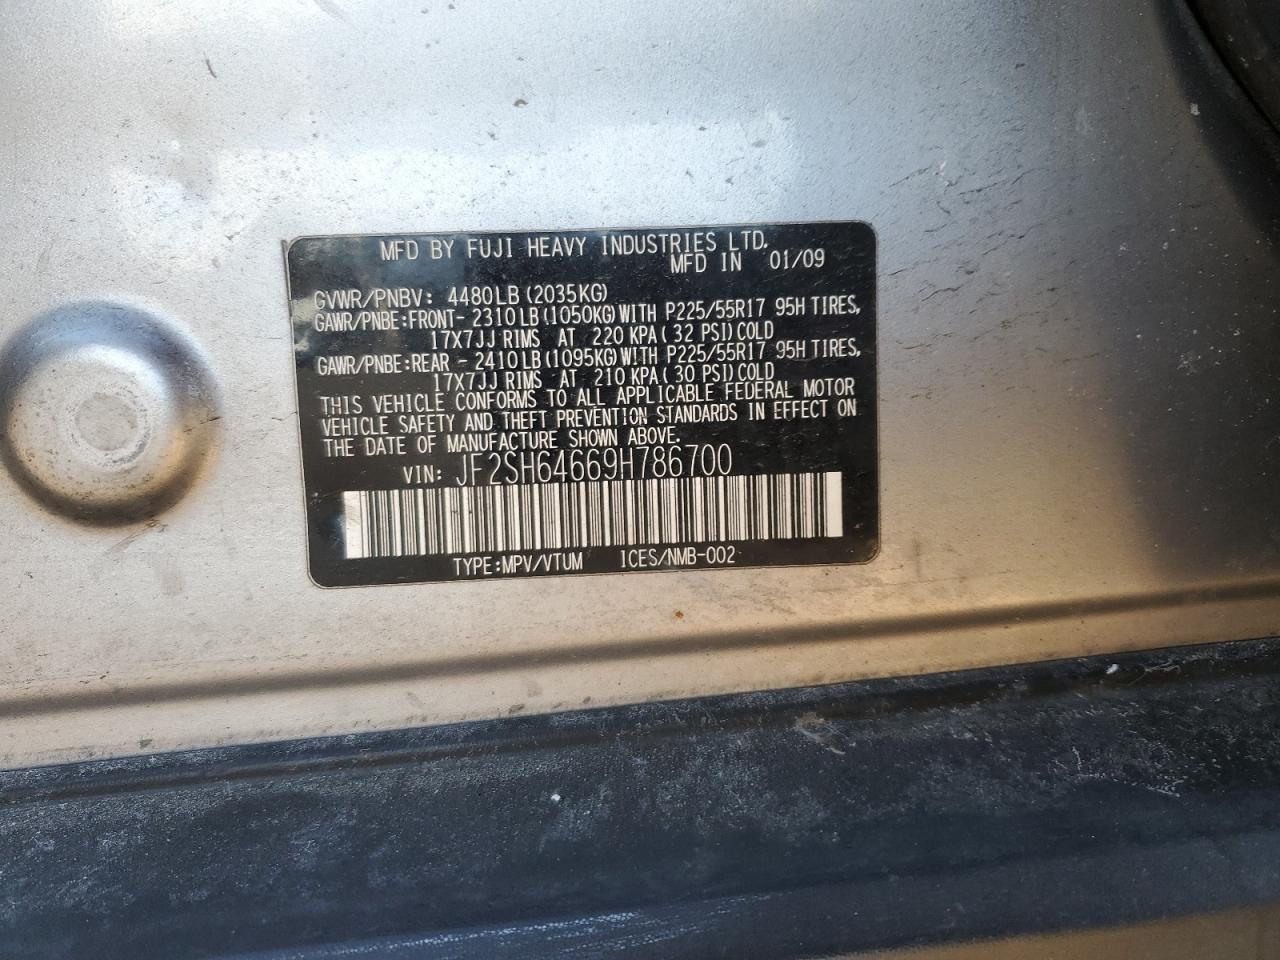 MFD BY FUJI HEAVY INDUSTRIES LTD.
MFD IN 01/09
GVWR/PNBV: 4480LB (2035KG)
GAWR/PNBE:FRONT- 2310LB (1050KG) WITH P225/55R17 95H TIRES,
17X7JJ RIMS AT 220 KPA ( 32 PSI) COLD
GAWR/PNBE:REAR - 2410LB (1095KG) WITH P225/55R17 95H TIRES,
17X7JJ RIMS AT 210 KPA ( 30 PSI) COLD
THIS VEHICLE CONFORMS TO ALL APPLICABLE FEDERAL MOTOR
VEHICLE SAFETY AND THEFT PREVENTION STANDARDS IN EFFECT ON
THE DATE OF MANUFACTURE SHOWN ABOVE.
VIN: JF2SH64669H786700
TYPE:MPV/VTUM ICES/NMB-002